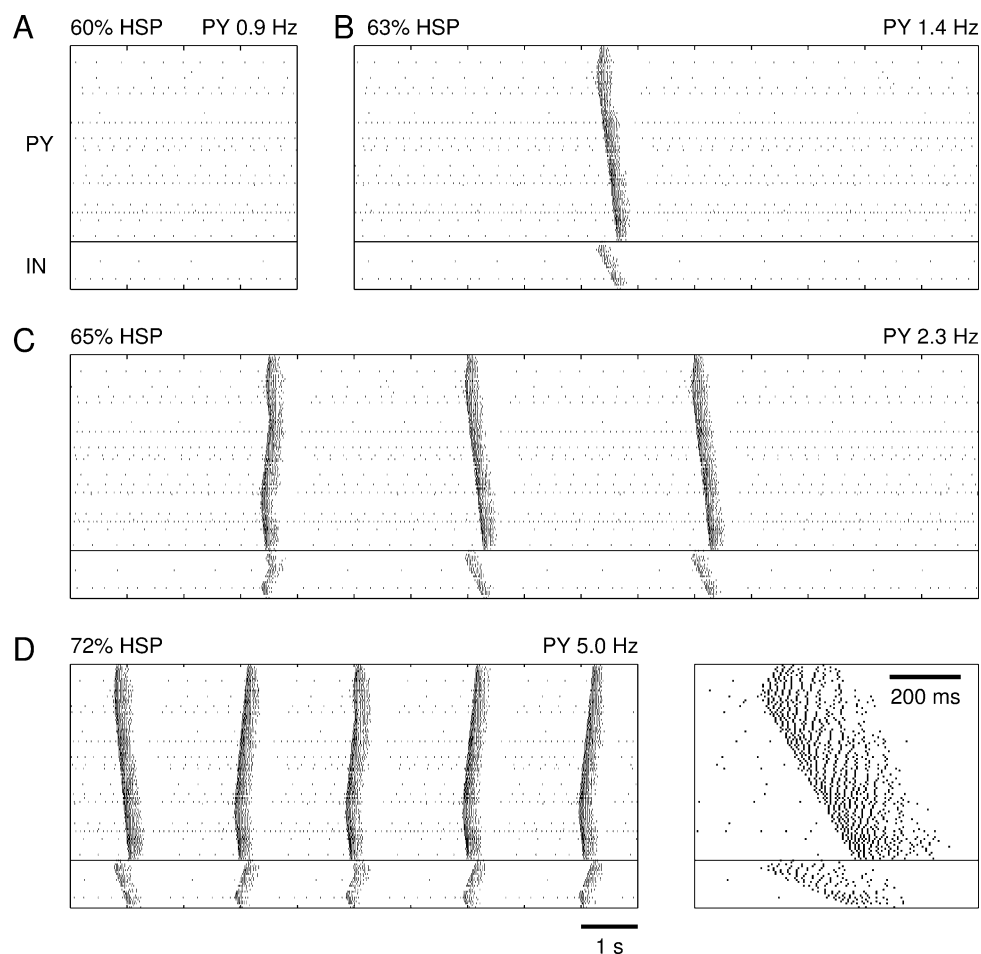 A 60% HSP PY 0.9 Hz B 63% HSP PY 1.4 Hz
PY
IN
C 65% HSP PY 2.3 Hz
D 72% HSP PY 5.0 Hz
200 ms
1 s